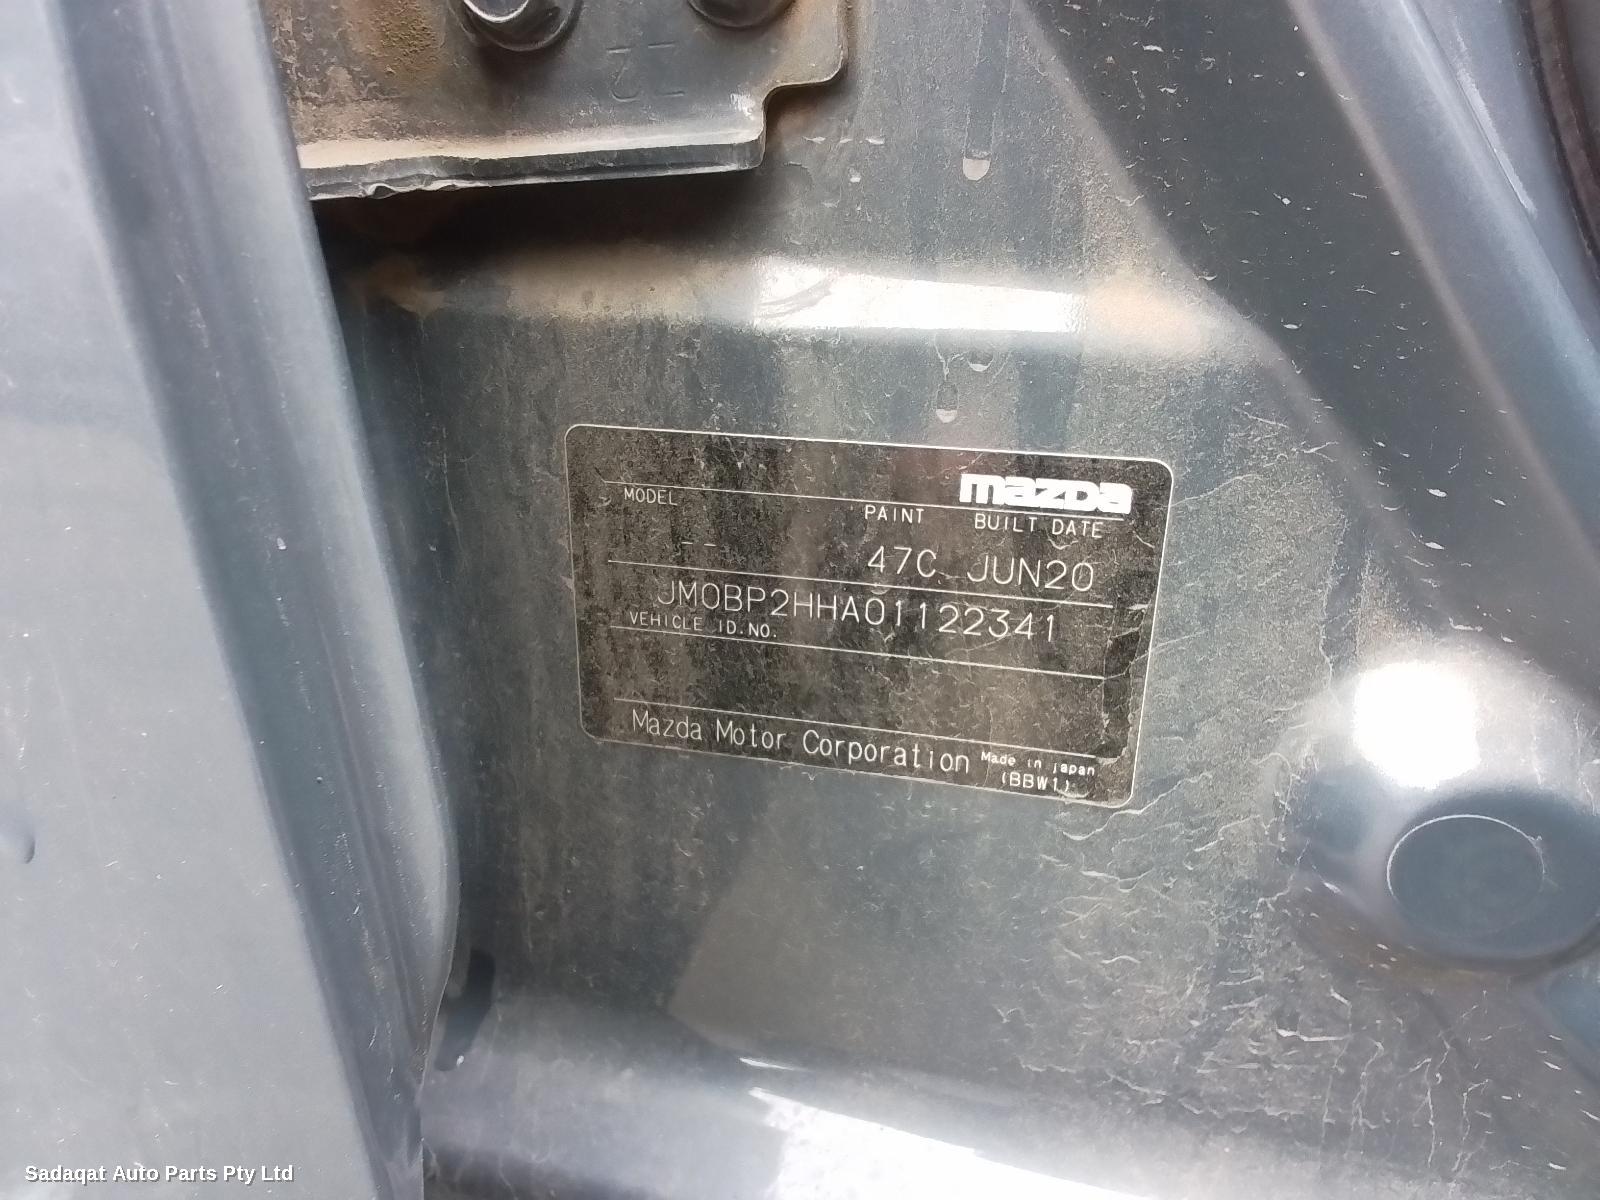 mazda
MODEL PAINT BUILT DATE
-- 47C JUN20
JM0BP2HHA01122341
VEHICLE ID.NO.
Mazda Motor Corporation Made in japan
(BBW1)
Sadaqat Auto Parts Pty Ltd